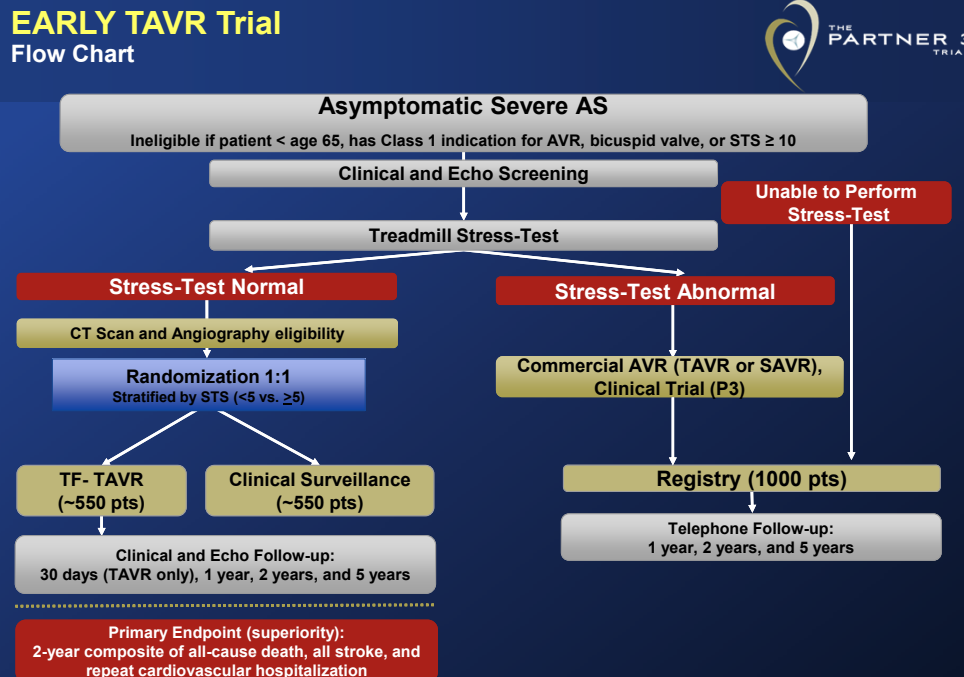 EARLY TAVR Trial
Flow Chart
THE
PARTNER 3
TRIA
Asymptomatic Severe AS
Ineligible if patient < age 65, has Class 1 indication for AVR, bicuspid valve, or STS ≥ 10
Clinical and Echo Screening
Unable to Perform
Stress-Test
Treadmill Stress-Test
Stress-Test Normal
Stress-Test Abnormal
CT Scan and Angiography eligibility
Commercial AVR (TAVR or SAVR),
Clinical Trial (P3)
Randomization 1:1
Stratified by STS (<5 vs. ≥5)
TF- TAVR
(~550 pts)
Clinical Surveillance
(~550 pts)
Registry (1000 pts)
Telephone Follow-up:
1 year, 2 years, and 5 years
Clinical and Echo Follow-up:
30 days (TAVR only), 1 year, 2 years, and 5 years
Primary Endpoint (superiority):
2-year composite of all-cause death, all stroke, and
repeat cardiovascular hospitalization